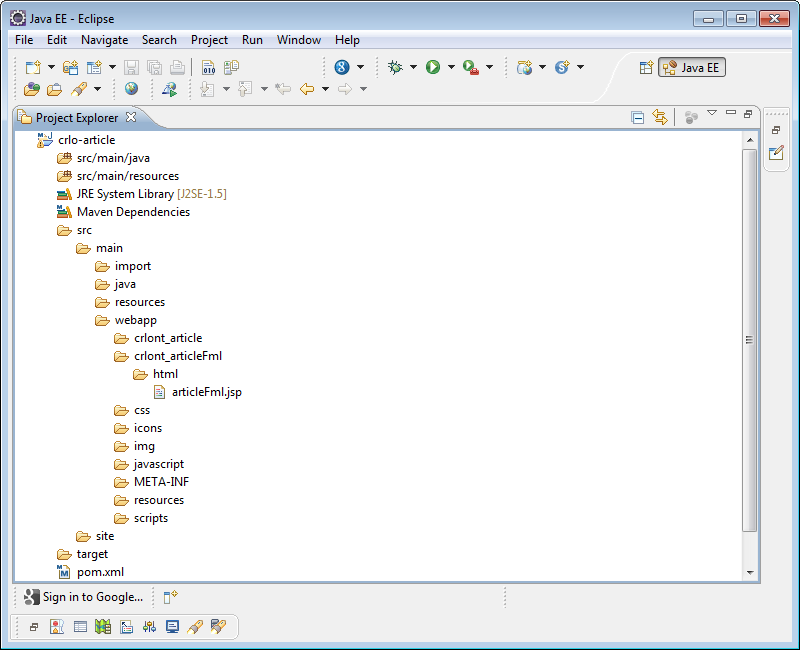 Java EE - Eclipse
File Edit Navigate Search Project Run Window Help
Java EE
Project Explorer
crlo-article
src/main/java
src/main/resources
JRE System Library [J2SE-1.5]
Maven Dependencies
src
main
import
java
resources
webapp
crlont_article
crlont_articleFml
html
articleFml.jsp
css
icons
img
javascript
META-INF
resources
scripts
site
target
pom.xml
Sign in to Google...